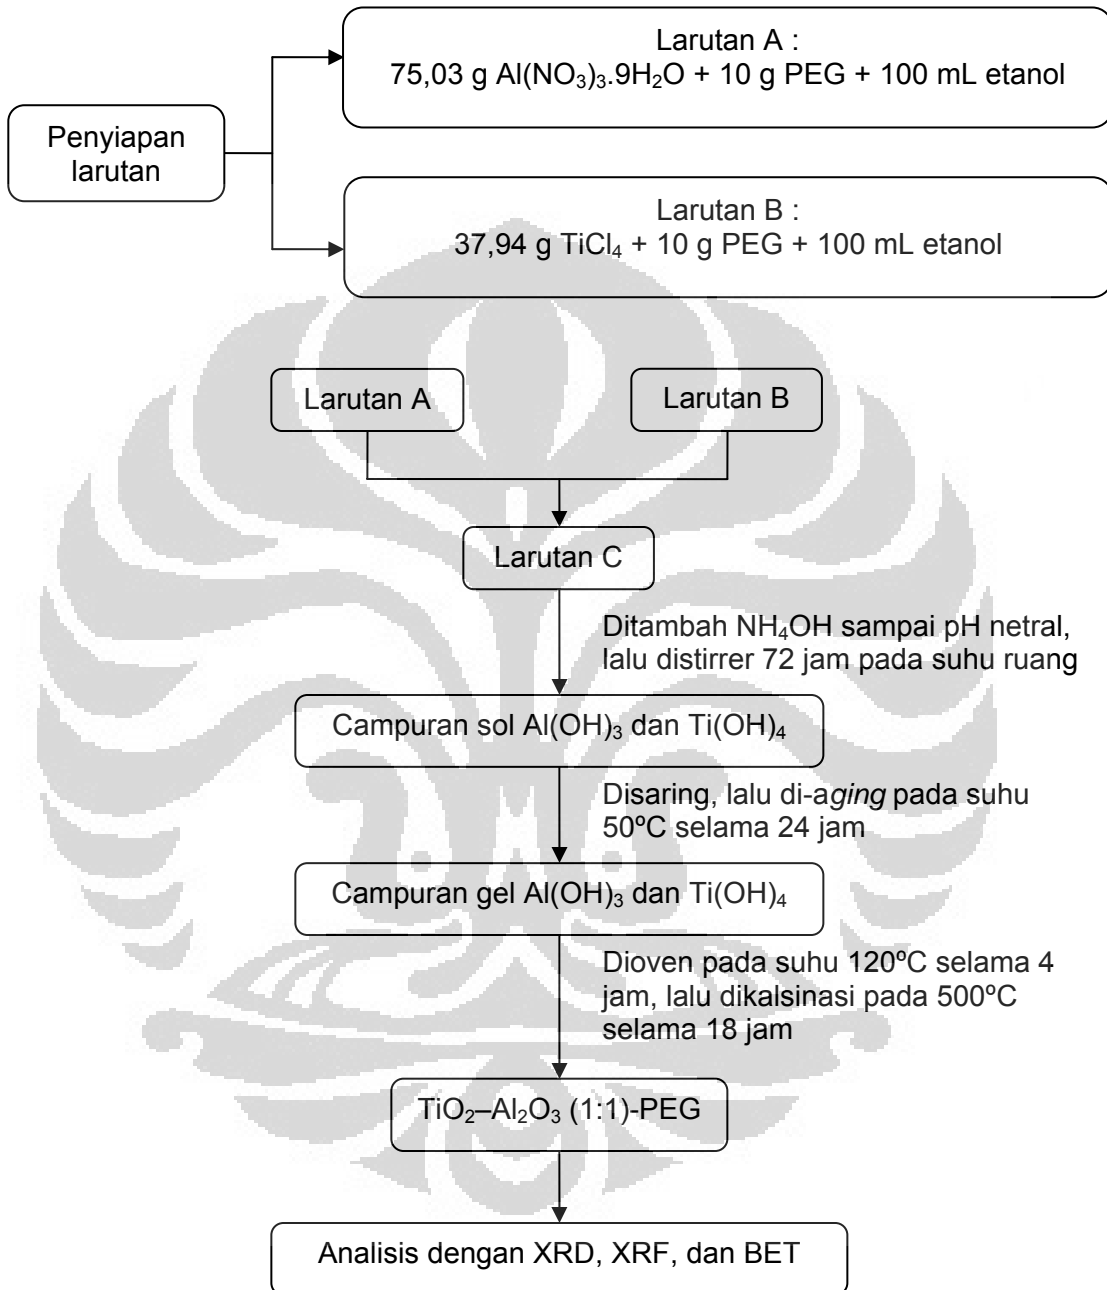 Larutan A :
75,03 g Al(NO₃)₃.9H₂O + 10 g PEG + 100 mL etanol
Penyiapan
larutan
Larutan B :
37,94 g TiCl₄ + 10 g PEG + 100 mL etanol
Larutan A
Larutan B
Larutan C
Ditambah NH₄OH sampai pH netral,
lalu distirrer 72 jam pada suhu ruang
Campuran sol Al(OH)₃ dan Ti(OH)₄
Disaring, lalu di-aging pada suhu
50ºC selama 24 jam
Campuran gel Al(OH)₃ dan Ti(OH)₄
Dioven pada suhu 120ºC selama 4
jam, lalu dikalsinasi pada 500ºC
selama 18 jam
TiO₂–Al₂O₃ (1:1)-PEG
Analisis dengan XRD, XRF, dan BET